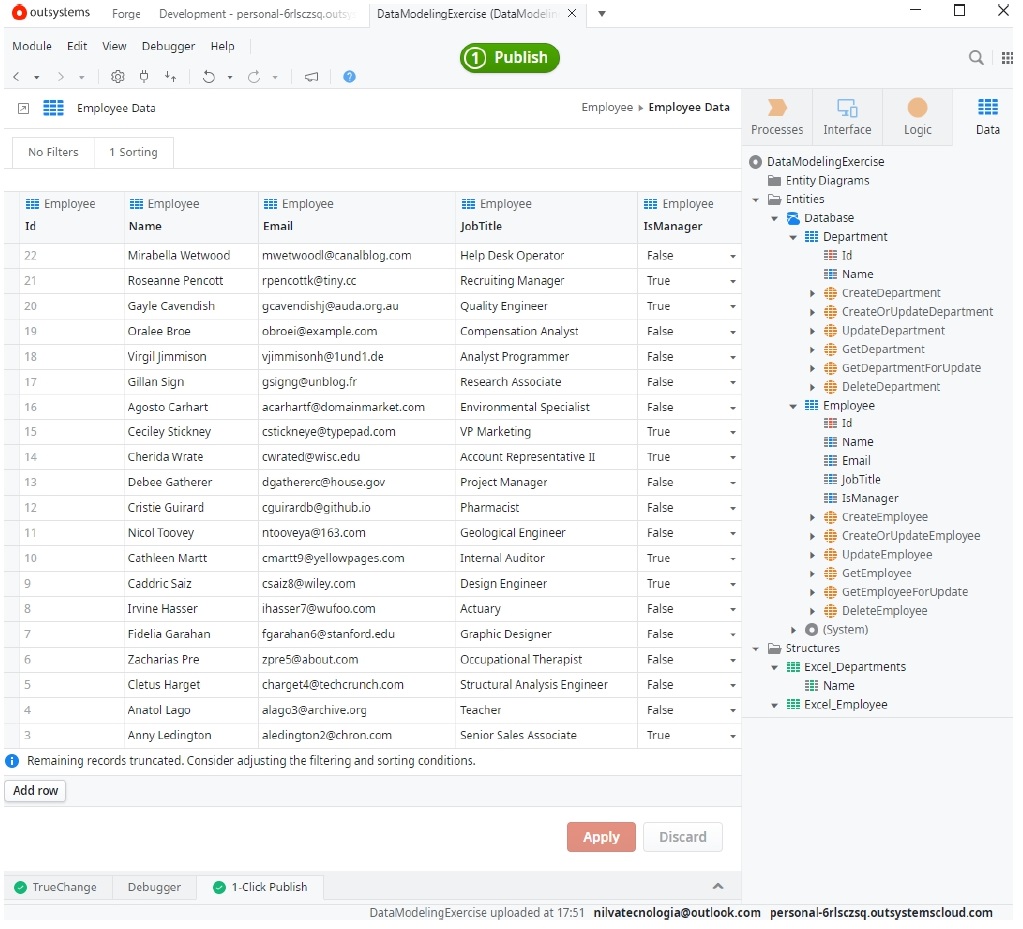 outsystems Forge Development - personal-6rlsczsq.outsys DataModelingExercise (DataModelin
Module Edit View Debugger Help
1 Publish
Employee Data
Employee Employee Data
No Filters 1 Sorting
Employee Employee Employee Employee Employee
Id Name Email JobTitle IsManager
22 Mirabella Wetwood mwetwoodl@canalblog.com Help Desk Operator False
21 Roseanne Pencott rpencottk@tiny.cc Recruiting Manager True
20 Gayle Cavendish gcavendishj@auda.org.au Quality Engineer True
19 Oralee Broe obroei@example.com Compensation Analyst False
18 Virgil Jimmison vjimmisonh@1und1.de Analyst Programmer False
17 Gillan Sign gsigng@unblog.fr Research Associate False
16 Agosto Carhart acarhartf@domainmarket.com Environmental Specialist False
15 Ceciley Stickney cstickneye@typepad.com VP Marketing True
14 Cherida Wrate cwrated@wisc.edu Account Representative II True
13 Debee Gatherer dgathererc@house.gov Project Manager False
12 Cristie Guirard cguirardb@github.io Pharmacist False
11 Nicol Toovey ntooveya@163.com Geological Engineer False
10 Cathleen Martt cmartt9@yellowpages.com Internal Auditor True
9 Caddric Saiz csaiz8@wiley.com Design Engineer True
8 Irvine Hasser ihasser7@wufoo.com Actuary False
7 Fidelia Garahan fgarahan6@stanford.edu Graphic Designer False
6 Zacharias Pre zpre5@about.com Occupational Therapist False
5 Cletus Harget charget4@techcrunch.com Structural Analysis Engineer False
4 Anatol Lago alago3@archive.org Teacher False
3 Anny Ledington aledington2@chron.com Senior Sales Associate True
Remaining records truncated. Consider adjusting the filtering and sorting conditions.
Add row
Apply Discard
Processes Interface Logic Data
DataModelingExercise
Entity Diagrams
Entities
Database
Department
Id
Name
CreateDepartment
CreateOrUpdateDepartment
UpdateDepartment
GetDepartment
GetDepartmentForUpdate
DeleteDepartment
Employee
Id
Name
Email
JobTitle
IsManager
CreateEmployee
CreateOrUpdateEmployee
UpdateEmployee
GetEmployee
GetEmployeeForUpdate
DeleteEmployee
(System)
Structures
Excel_Departments
Name
Excel_Employee
TrueChange Debugger 1-Click Publish
DataModelingExercise uploaded at 17:51 nilvatecnologia@outlook.com personal-6rlsczsq.outsystemscloud.com